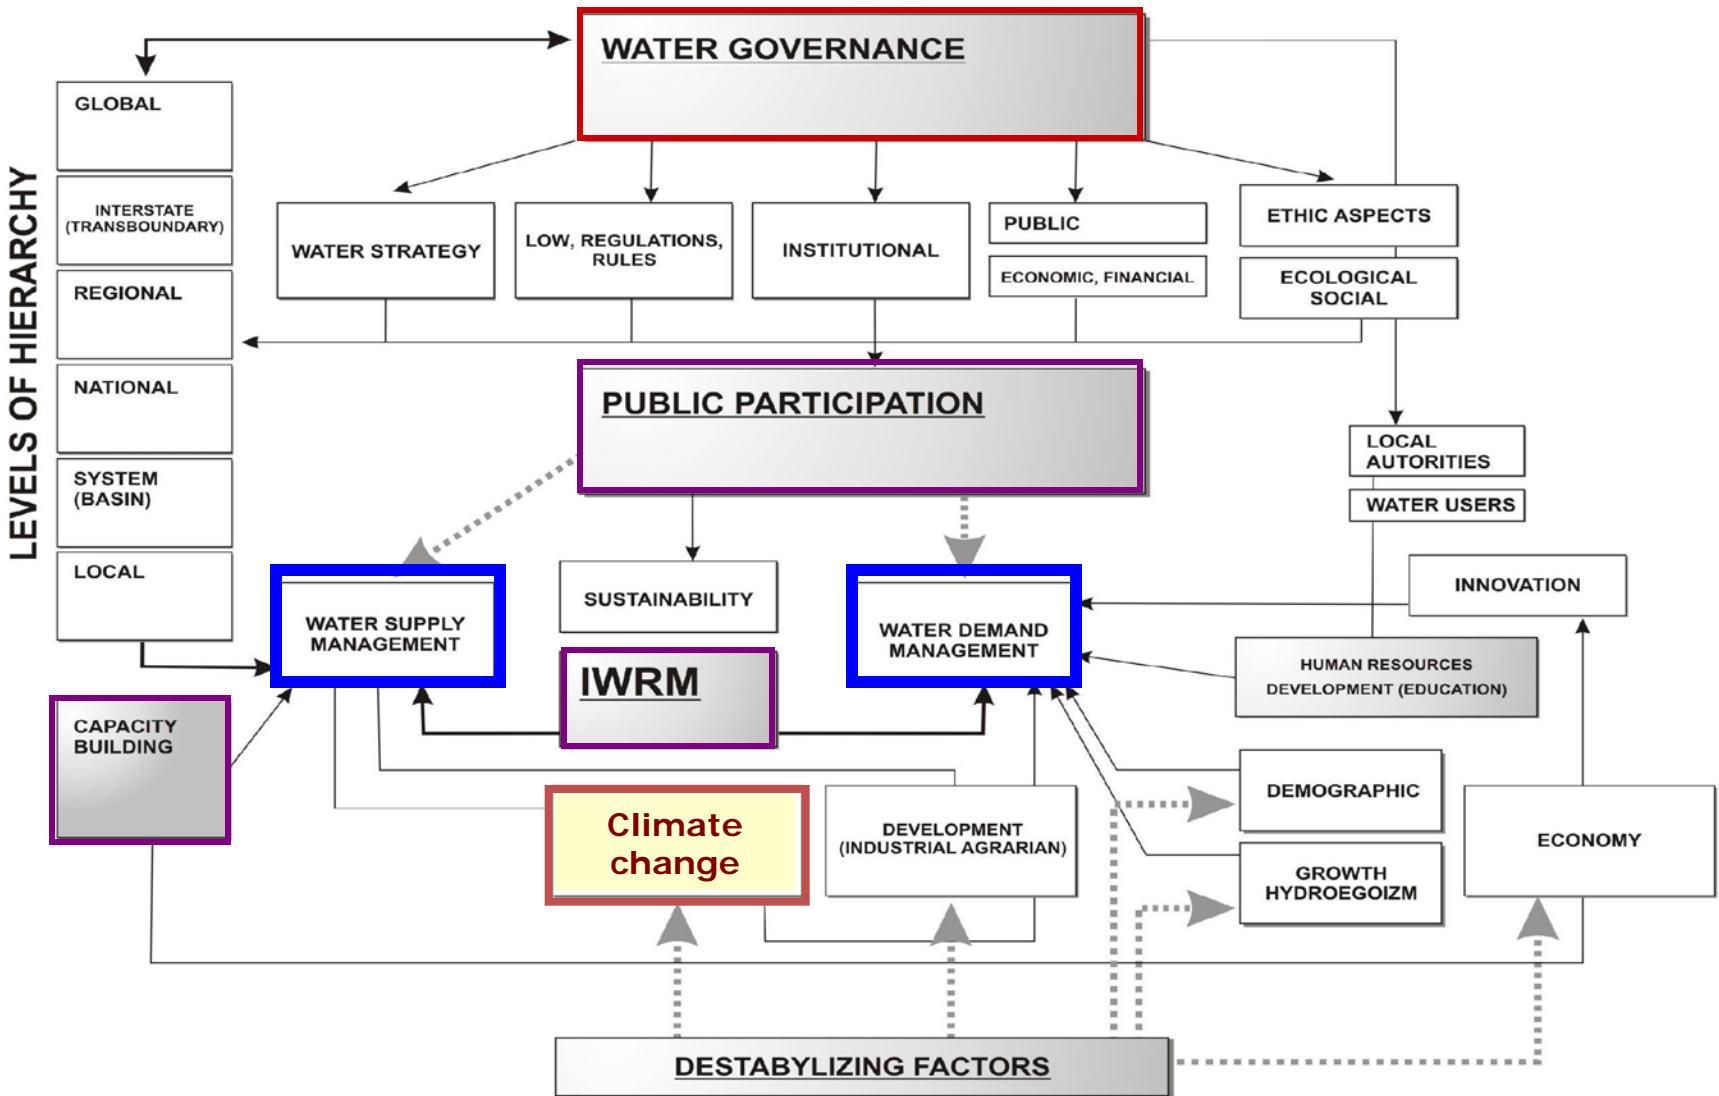 WATER GOVERNANCE
LEVELS OF HIERARCHY
GLOBAL
INTERSTATE
(TRANSBOUNDARY)
REGIONAL
NATIONAL
SYSTEM
(BASIN)
LOCAL
WATER STRATEGY
LOW, REGULATIONS,
RULES
INSTITUTIONAL
PUBLIC
ECONOMIC, FINANCIAL
ETHIC ASPECTS
ECOLOGICAL
SOCIAL
PUBLIC PARTICIPATION
LOCAL
AUTORITIES
WATER USERS
WATER SUPPLY
MANAGEMENT
SUSTAINABILITY
IWRM
WATER DEMAND
MANAGEMENT
INNOVATION
HUMAN RESOURCES
DEVELOPMENT (EDUCATION)
CAPACITY
BUILDING
Climate
change
DEVELOPMENT
(INDUSTRIAL AGRARIAN)
DEMOGRAPHIC
GROWTH
HYDROEGOIZM
ECONOMY
DESTABYLIZING FACTORS